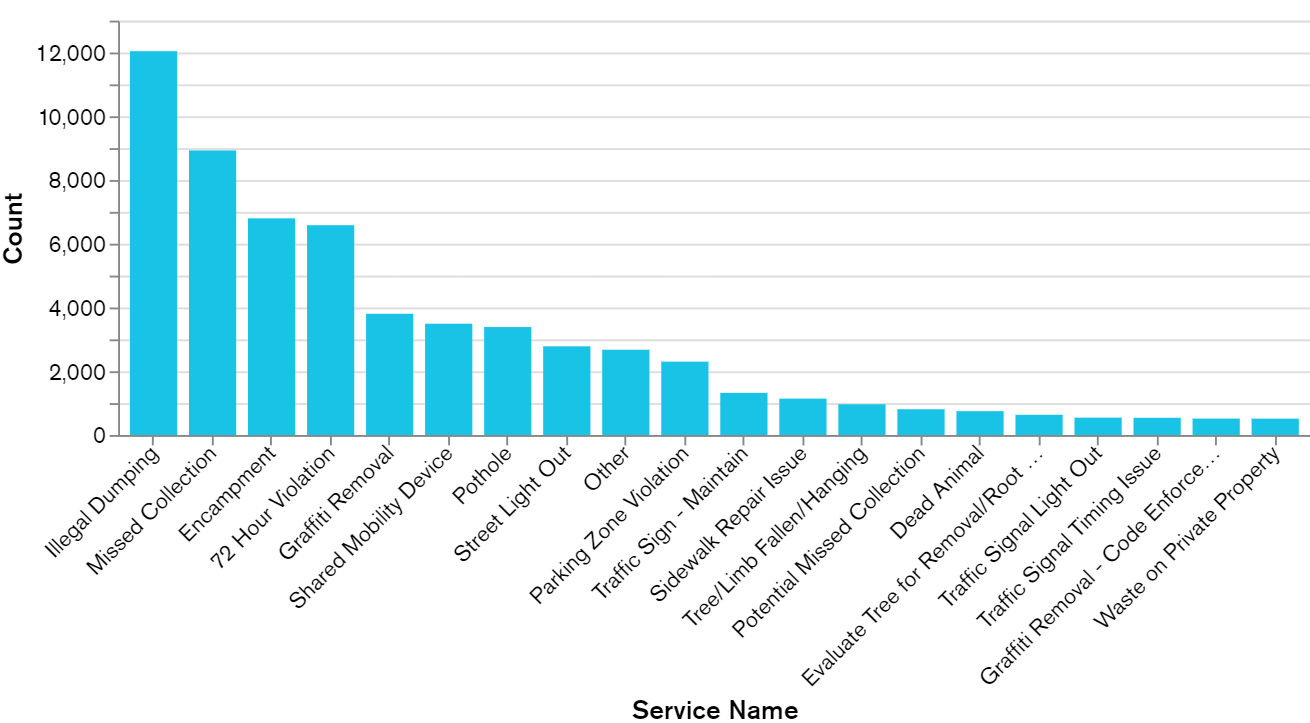 Count
12,000
10,000
8,000
6,000
4,000
2,000
0
Illegal Dumping
Missed Collection
Encampment
72 Hour Violation
Graffiti Removal
Shared Mobility Device
Pothole
Street Light Out
Other
Parking Zone Violation
Traffic Sign - Maintain
Sidewalk Repair Issue
Tree/Limb Fallen/Hanging
Potential Missed Collection
Dead Animal
Evaluate Tree for Removal/Root ...
Traffic Signal Light Out
Traffic Signal Timing Issue
Graffiti Removal - Code Enforce...
Waste on Private Property
Service Name